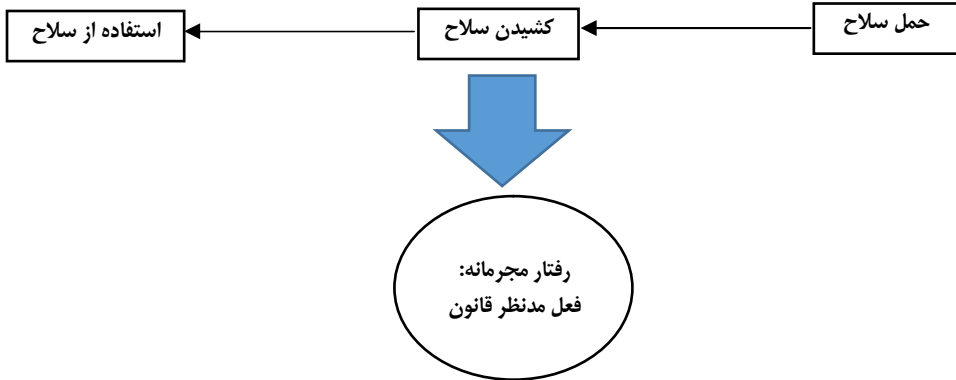 حمل سلاح
کشیدن سلاح
استفاده از سلاح
رفتار مجرمانه:
فعل مدنظر قانون